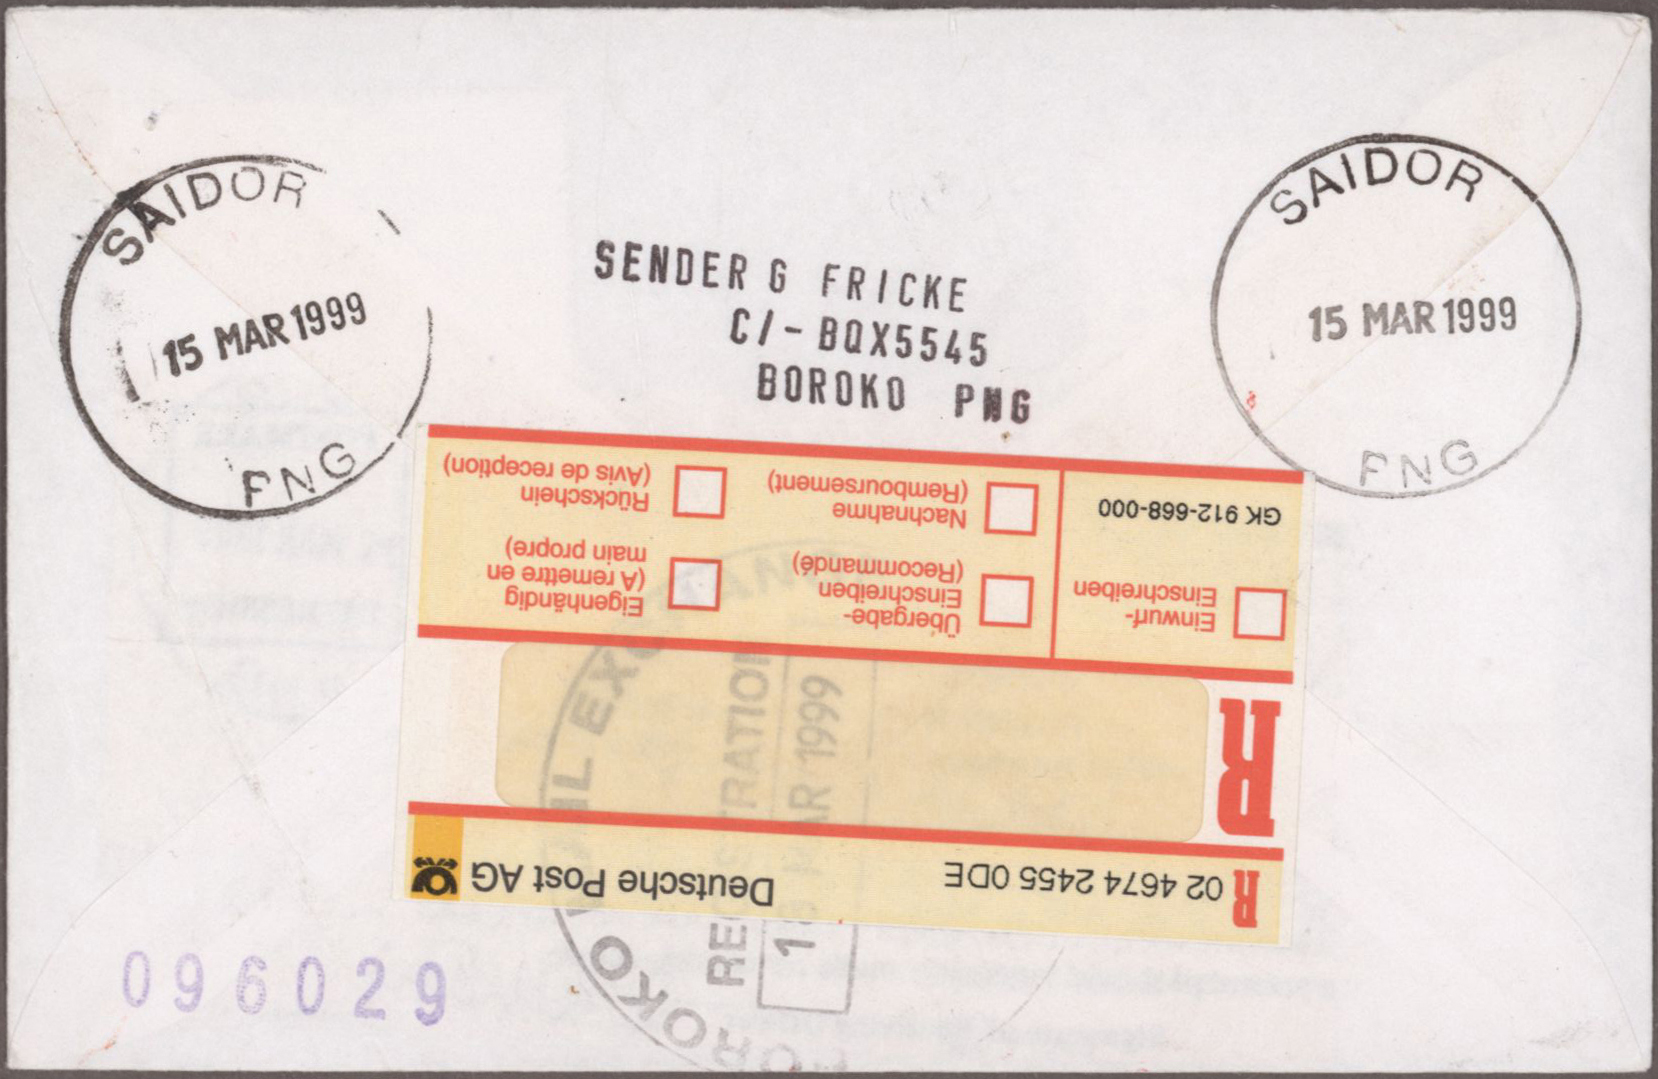 SAIDOR
15 MAR 1999
PNG
SENDER G FRICKE
C/-BQX5545
BOROKO PNG
SAIDOR
15 MAR 1999
PNG
R 02 4674 2455 0DE
Deutsche Post AG
R
Einwurf-
Einschreiben
GK 912-668-000
Übergabe-
Einschreiben
(Recommandé)
Nachnahme
(Remboursement)
Eigenhändig
(A remettre en
main propre)
Rückschein
(Avis de reception)
MAR 1999
096029